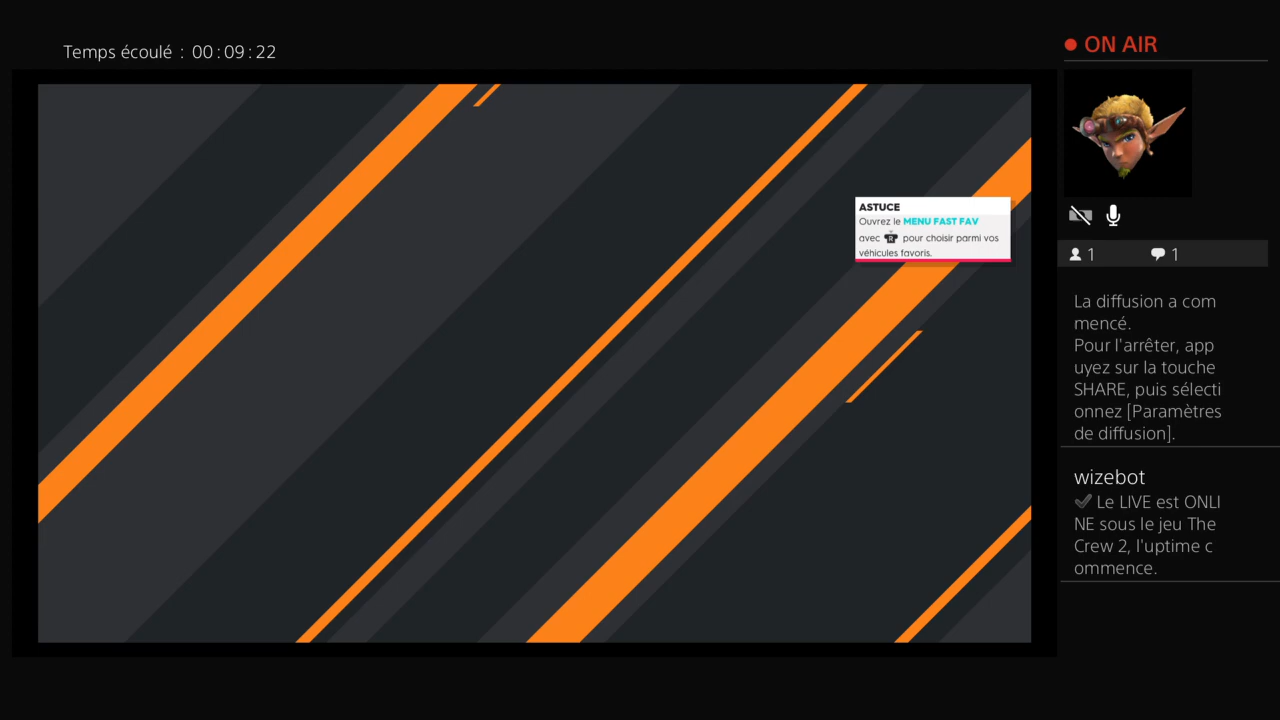 Temps écoulé : 00:09:22
ON AIR
ASTUCE
Ouvrez le MENU FAST FAV
avec R pour choisir parmi vos
véhicules favoris.
1
1
La diffusion a com
mencé.
Pour l'arrêter, app
uyez sur la touche
SHARE, puis sélecti
onnez [Paramètres
de diffusion].
wizebot
✔ Le LIVE est ONLI
NE sous le jeu The
Crew 2, l'uptime c
ommence.